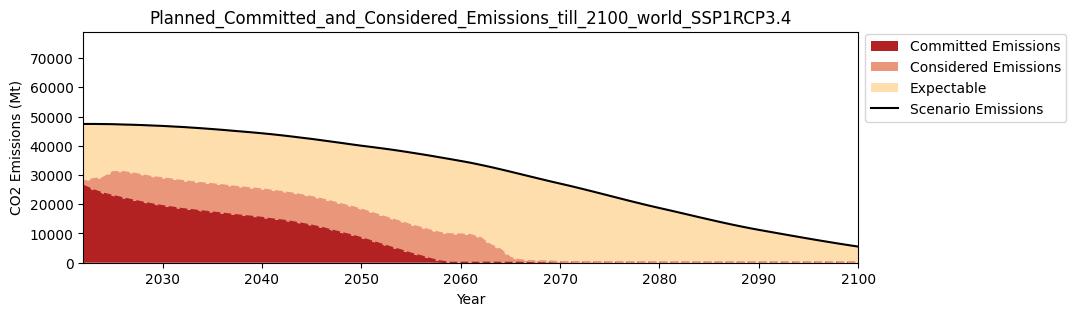 Planned_Committed_and_Considered_Emissions_till_2100_world_SSP1RCP3.4
CO2 Emissions (Mt)
70000
60000
50000
40000
30000
20000
10000
0
2030 2040 2050 2060 2070 2080 2090 2100
Year
Committed Emissions
Considered Emissions
Expectable
Scenario Emissions